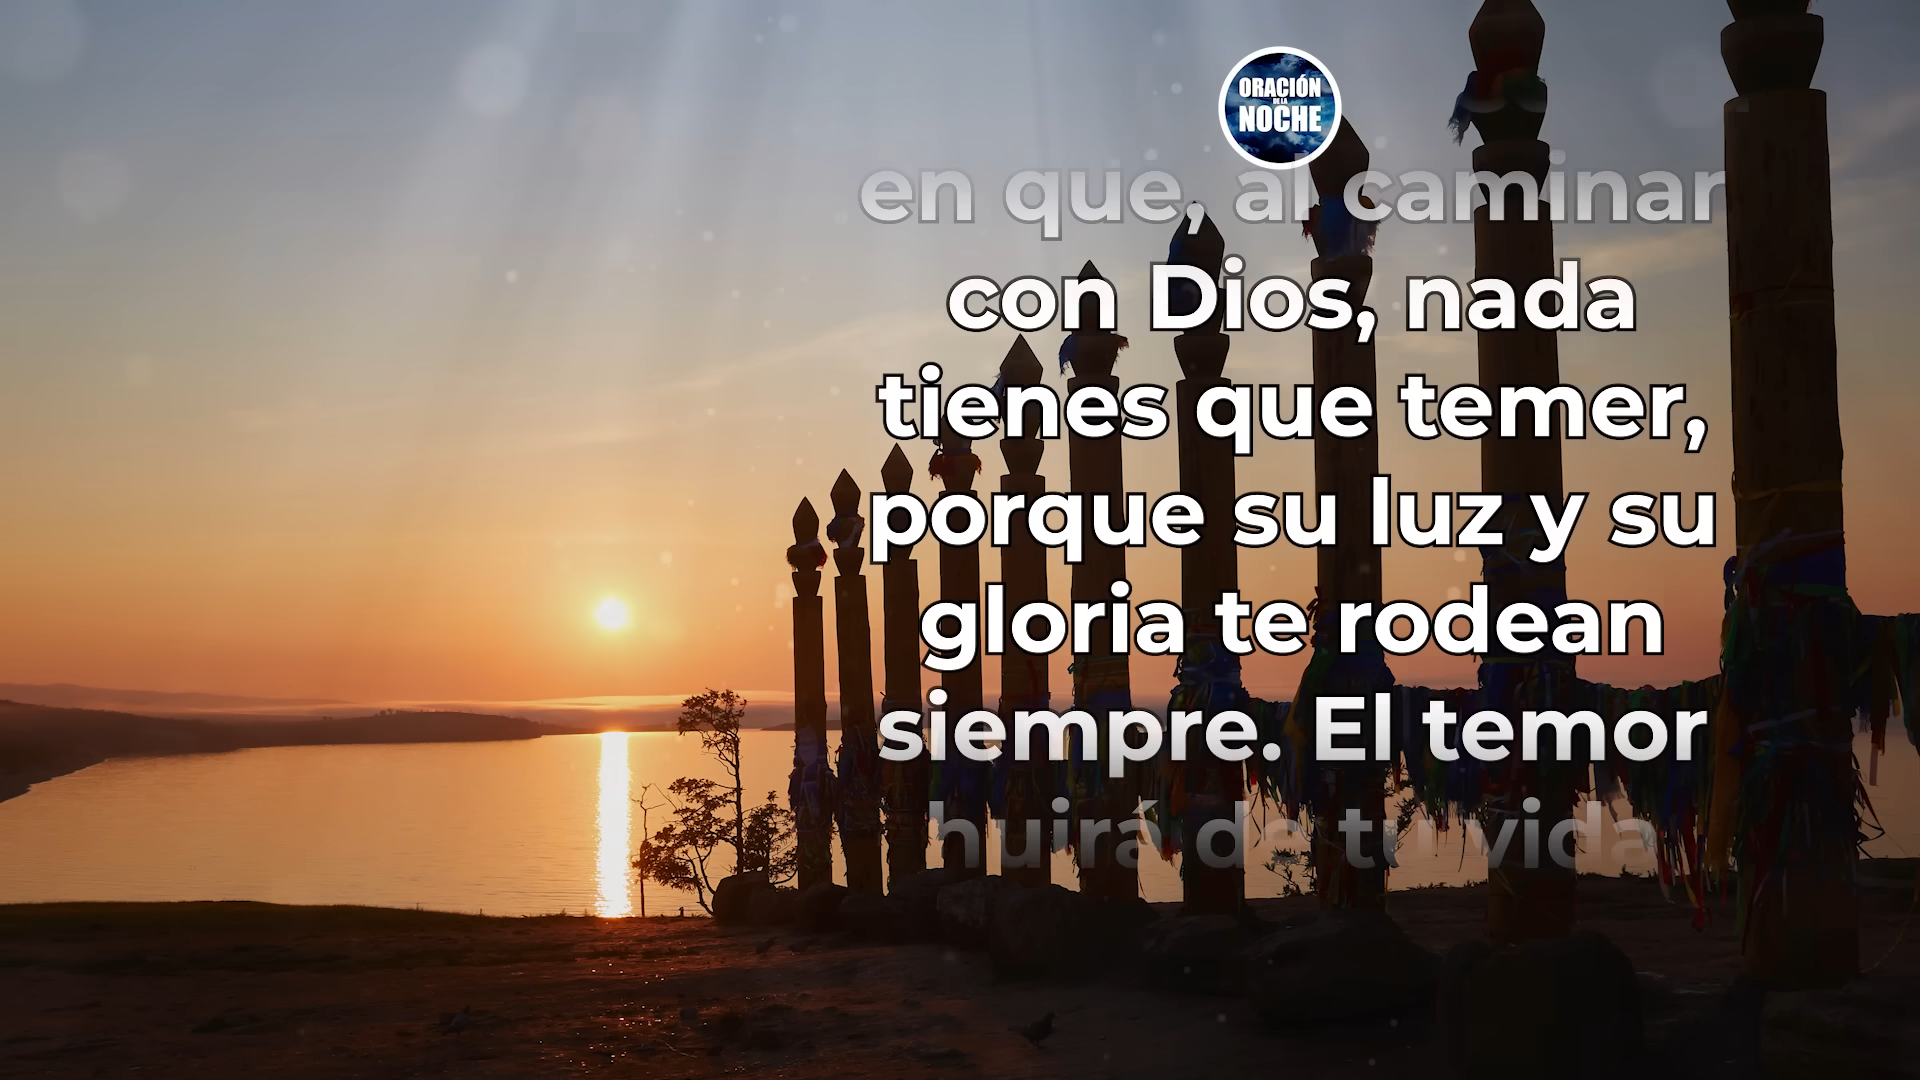 ORACIÓN
DE LA
NOCHE
en que, al caminar
con Dios, nada
tienes que temer,
porque su luz y su
gloria te rodean
siempre. El temor
huirá de tu vida